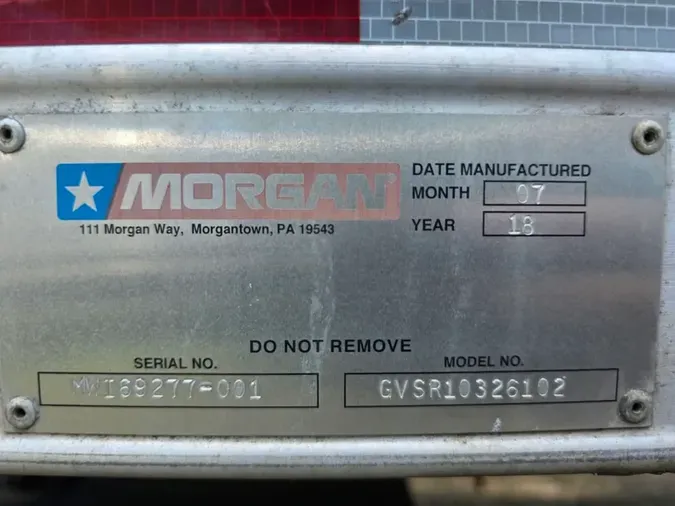 MORGAN
111 Morgan Way, Morgantown, PA 19543
DATE MANUFACTURED
MONTH 07
YEAR 18
DO NOT REMOVE
SERIAL NO.
MWI69277-001
MODEL NO.
GVSR10326102